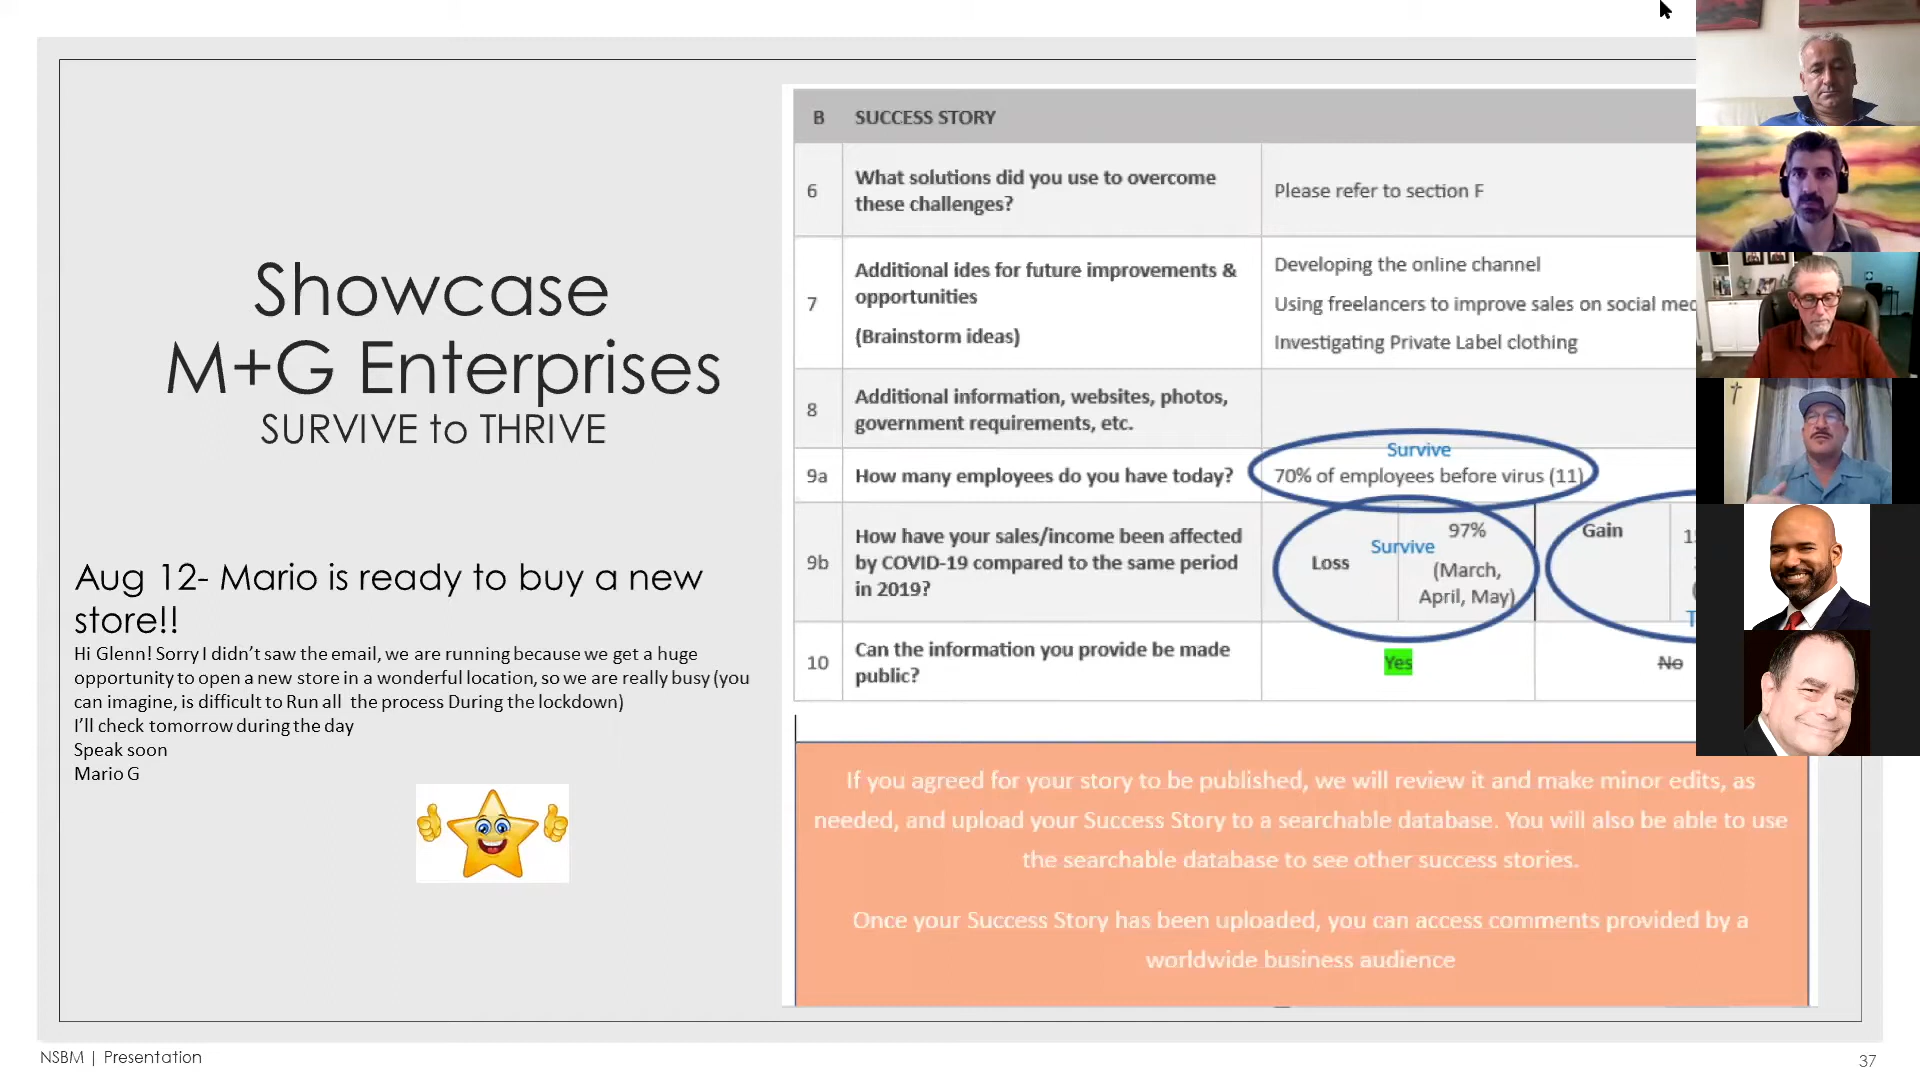 Showcase
M+G Enterprises
SURVIVE to THRIVE
Aug 12- Mario is ready to buy a new
store!!
Hi Glenn! Sorry I didn't saw the email, we are running because we get a huge
opportunity to open a new store in a wonderful location, so we are really busy (you
can imagine, is difficult to Run all the process During the lockdown)
I'll check tomorrow during the day
Speak soon
Mario G
B SUCCESS STORY
6 What solutions did you use to overcome
these challenges?
Please refer to section F
7 Additional ides for future improvements &
opportunities
(Brainstorm ideas)
Developing the online channel
Using freelancers to improve sales on social
Investigating Private Label clothing
8 Additional information, websites, photos,
government requirements, etc.
9a How many employees do you have today?
Survive
70% of employees before virus (11)
9b How have your sales/income been affected
by COVID-19 compared to the same period
in 2019?
Loss
Survive
97%
(March,
April, May)
Gain
10 Can the information you provide be made
public?
Yes
No
If you agreed for your story to be published, we will review it and make minor edits, as
needed, and upload your Success Story to a searchable database. You will also be able to use
the searchable database to see other success stories.
Once your Success Story has been uploaded, you can access comments provided by a
worldwide business audience
NSBM | Presentation
37